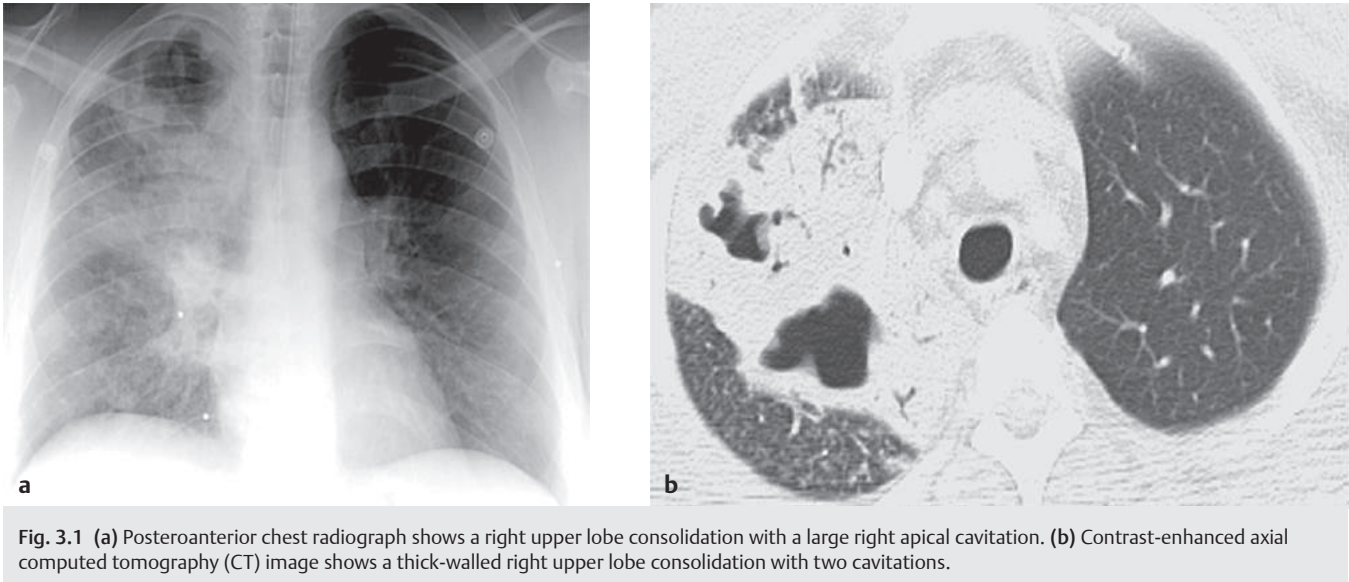 a
b
Fig. 3.1 (a) Posteroanterior chest radiograph shows a right upper lobe consolidation with a large right apical cavitation. (b) Contrast-enhanced axial
computed tomography (CT) image shows a thick-walled right upper lobe consolidation with two cavitations.